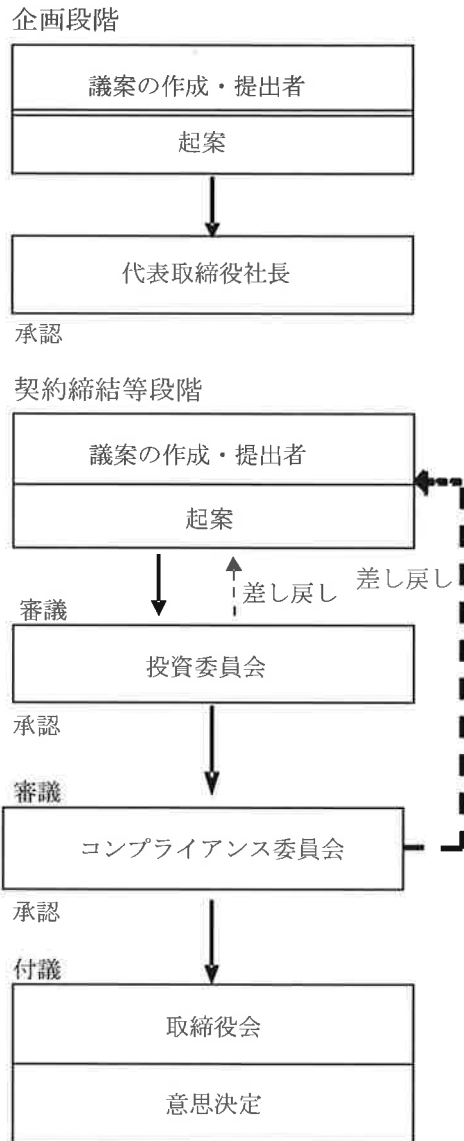 企画段階
議案の作成・提出者
起案
代表取締役社長
承認
契約締結等段階
議案の作成・提出者
起案
差し戻し
差し戻し
審議
投資委員会
承認
審議
コンプライアンス委員会
承認
付議
取締役会
意思決定